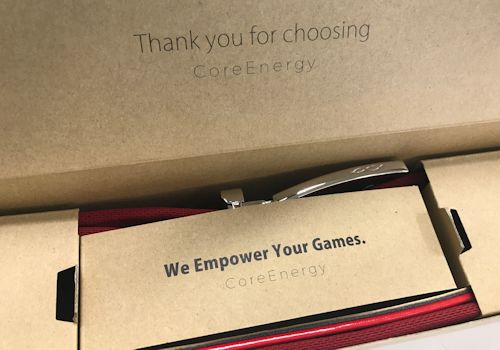 Thank you for choosing
CoreEnergy
We Empower Your Games.
CoreEnergy